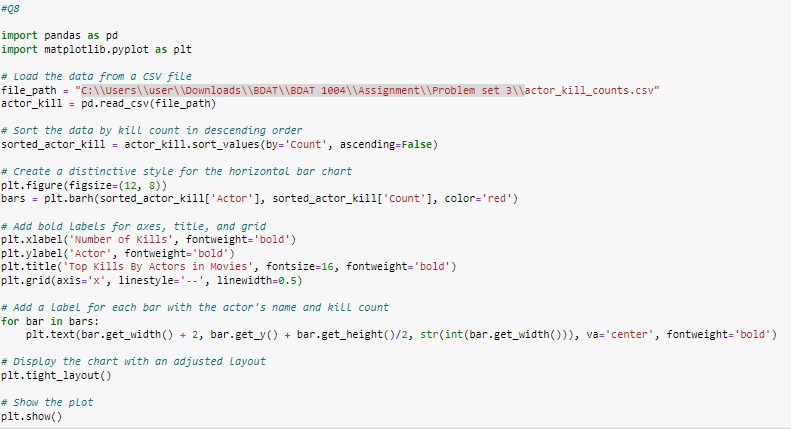 #Q8
import pandas as pd
import matplotlib.pyplot as plt
# Load the data from a CSV file
file_path = "C:\\Users\\user\\Downloads\\BDAT\\BDAT 1004\\Assignment\\Problem set 3\\actor_kill_counts.csv"
actor_kill = pd.read_csv(file_path)
# Sort the data by kill count in descending order
sorted_actor_kill = actor_kill.sort_values(by='Count', ascending=False)
# Create a distinctive style for the horizontal bar chart
plt.figure(figsize=(12, 8))
bars = plt.barh(sorted_actor_kill['Actor'], sorted_actor_kill['Count'], color='red')
# Add bold labels for axes, title, and grid
plt.xlabel('Number of Kills', fontweight='bold')
plt.ylabel('Actor', fontweight='bold')
plt.title('Top Kills By Actors in Movies', fontsize=16, fontweight='bold')
plt.grid(axis='x', linestyle='--', linewidth=0.5)
# Add a label for each bar with the actor's name and kill count
for bar in bars:
    plt.text(bar.get_width() + 2, bar.get_y() + bar.get_height()/2, str(int(bar.get_width())), va='center', fontweight='bold')
# Display the chart with an adjusted layout
plt.tight_layout()
# Show the plot
plt.show()